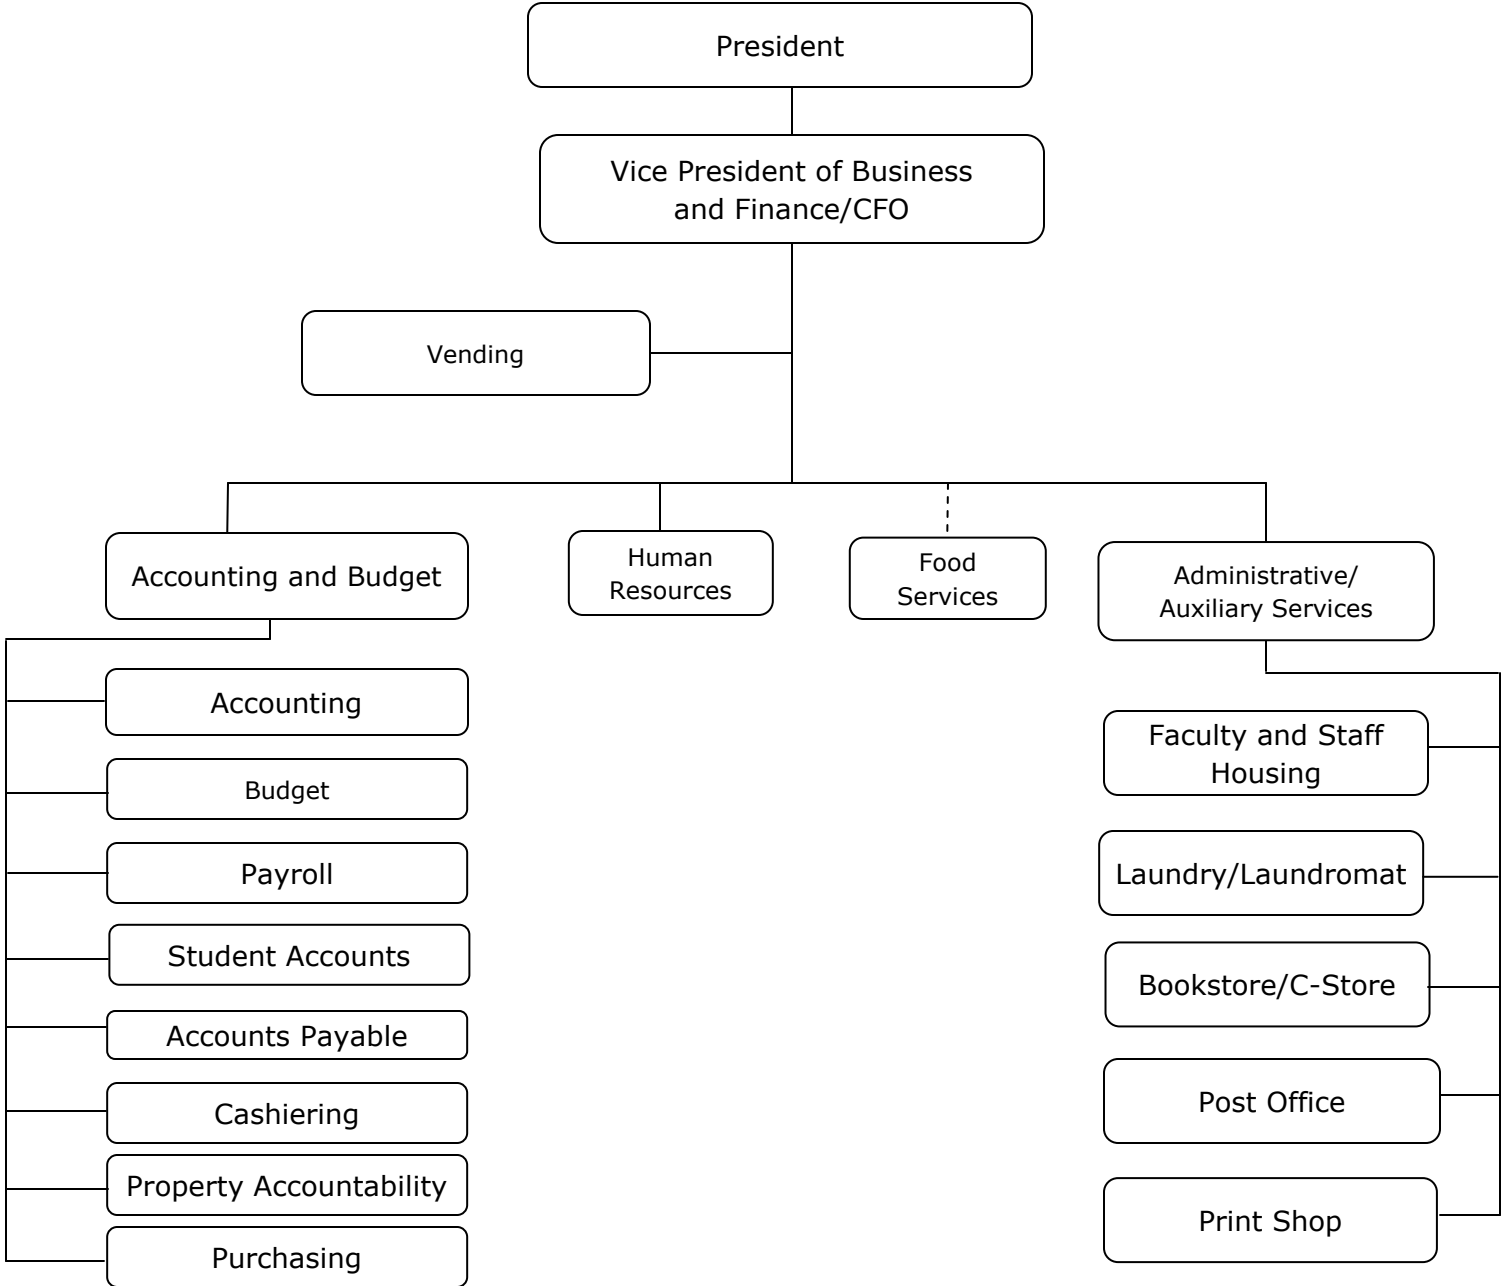 President
Vice President of Business
and Finance/CFO
Vending
Accounting and Budget
Human
Resources
Food
Services
Administrative/
Auxiliary Services
Accounting
Budget
Payroll
Student Accounts
Accounts Payable
Cashiering
Property Accountability
Purchasing
Faculty and Staff
Housing
Laundry/Laundromat
Bookstore/C-Store
Post Office
Print Shop